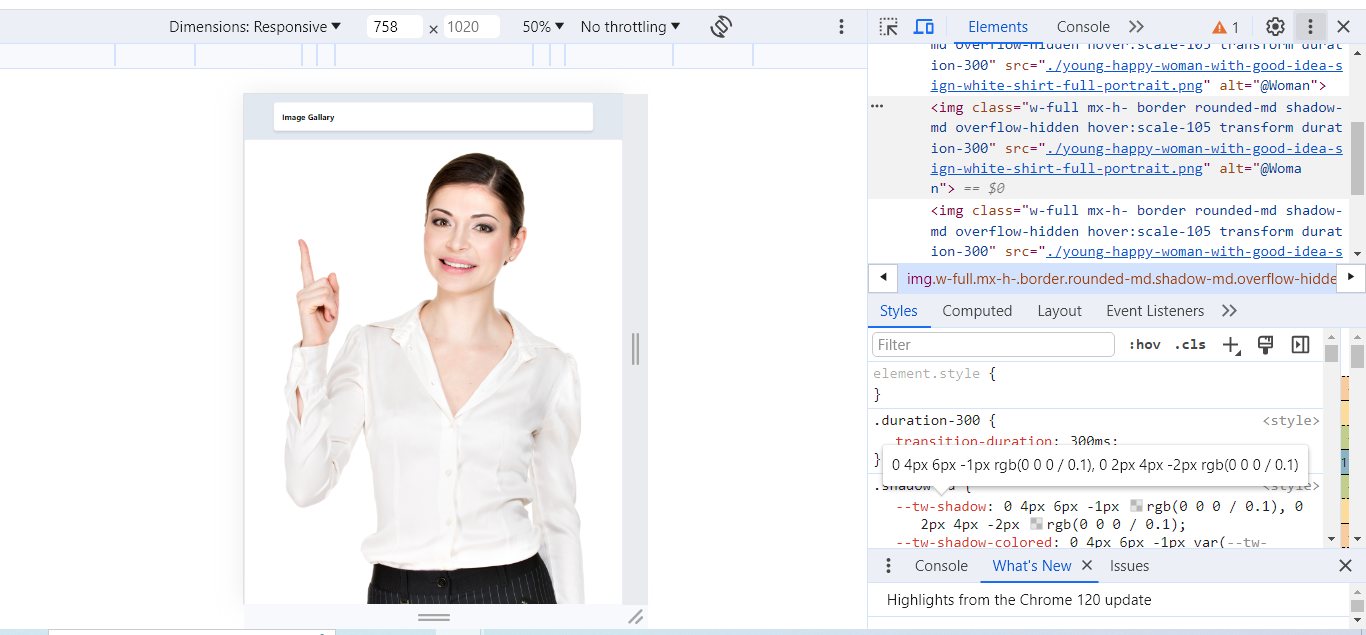 Dimensions: Responsive ▼ 758 × 1020 50% ▼ No throttling ▼
Elements Console 1
Image Gallary
md overflow-hidden hover:scale-105 transform durat
ion-300" src="./young-happy-woman-with-good-idea-s
ign-white-shirt-full-portrait.png" alt="@Woman">
<img class="w-full mx-h- border rounded-md shadow-
md overflow-hidden hover:scale-105 transform durat
ion-300" src="./young-happy-woman-with-good-idea-s
ign-white-shirt-full-portrait.png" alt="@Woma
n"> == $0
<img class="w-full mx-h- border rounded-md shadow-
md overflow-hidden hover:scale-105 transform durat
ion-300" src="./young-happy-woman-with-good-idea-s
img.w-full.mx-h-.border.rounded-md.shadow-md.overflow-hidde
Styles Computed Layout Event Listeners
Filter :hov .cls
element.style {
}
.duration-300 { <style>
transition-duration: 300ms;
}
0 4px 6px -1px rgb(0 0 0 / 0.1), 0 2px 4px -2px rgb(0 0 0 / 0.1)
<style>
--tw-shadow: 0 4px 6px -1px rgb(0 0 0 / 0.1), 0
2px 4px -2px rgb(0 0 0 / 0.1);
--tw-shadow-colored: 0 4px 6px -1px var(--tw-
Console What's New Issues
Highlights from the Chrome 120 update